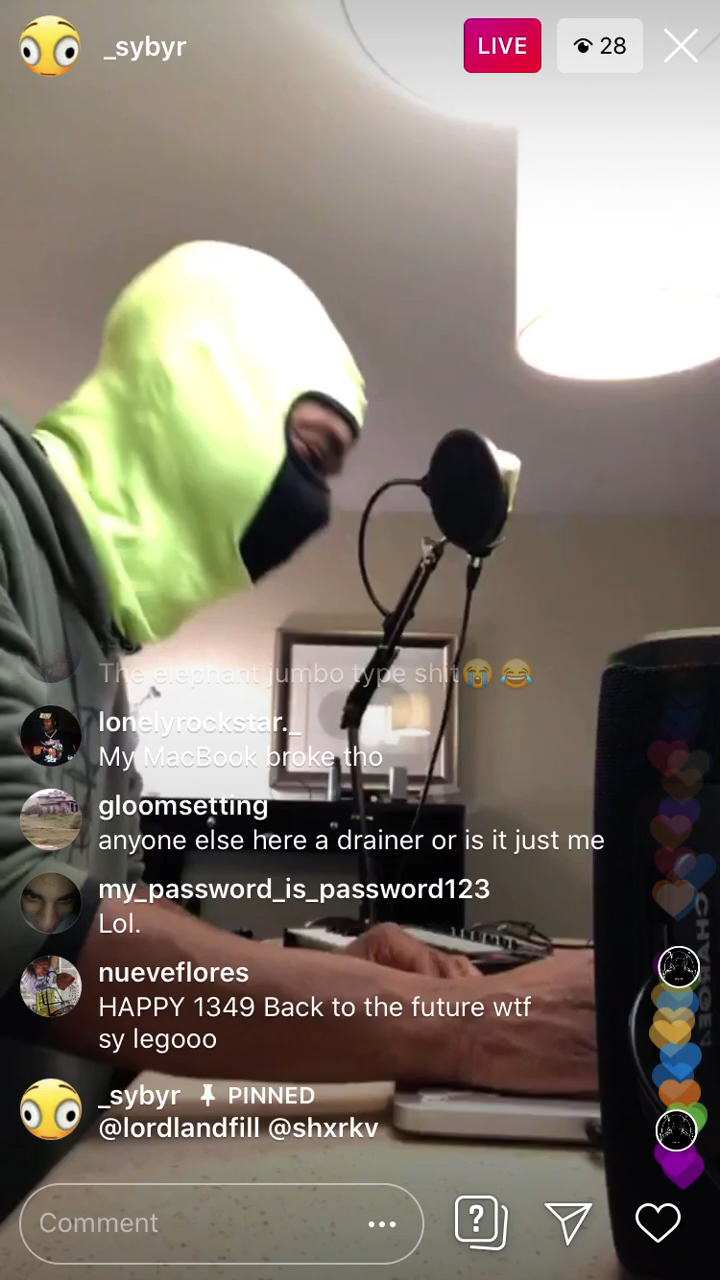 _sybyr
LIVE
28
The elephant jumbo type shit😭😂
lonelyrockstar._
My MacBook broke tho
gloomsetting
anyone else here a drainer or is it just me
my_password_is_password123
Lol.
nueveflores
HAPPY 1349 Back to the future wtf
sy legooo
_sybyr 📌 PINNED
@lordlandfill @shxrkv
Comment
CHARGE4